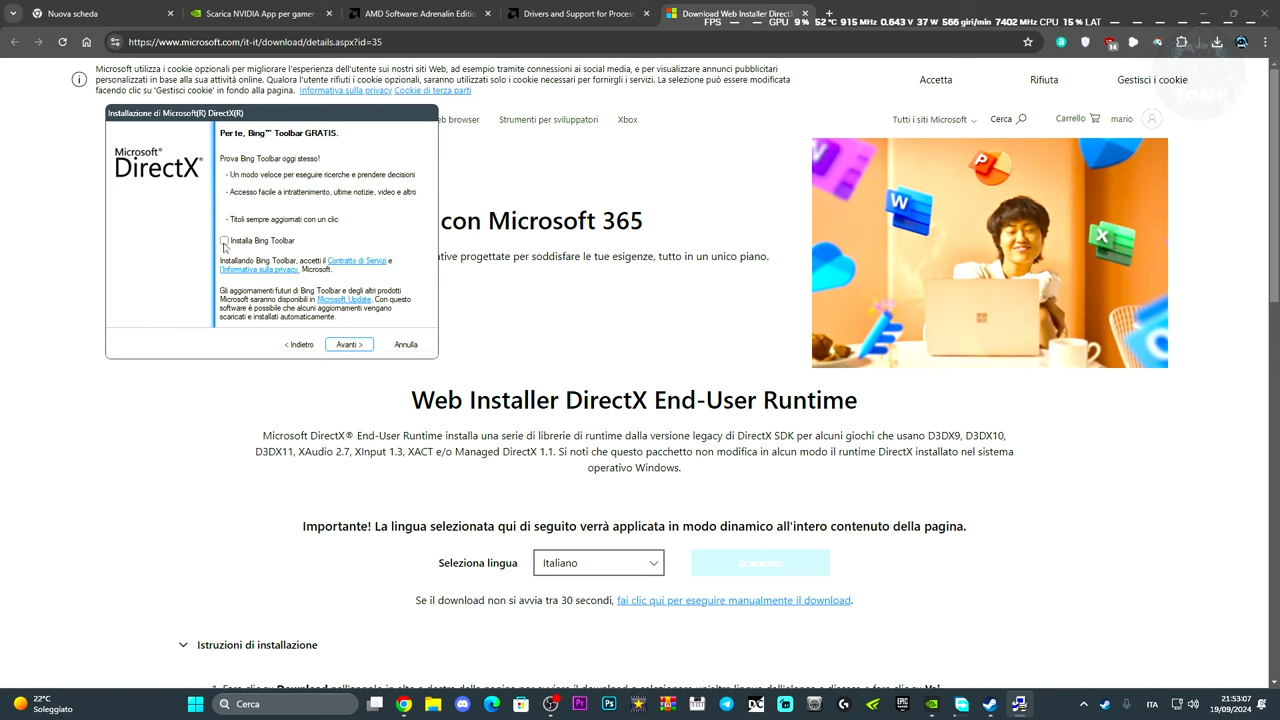 Nuova scheda
Scarica NVIDIA App per gamer
AMD Software: Adrenalin Editio
Drivers and Support for Process
Download Web Installer DirectX
FPS — GPU 9 % 52 °C 915 MHz 0.643 V 37 W 566 giri/min 7402 MHz CPU 15 % LAT —
https://www.microsoft.com/it-it/download/details.aspx?id=35
14
Microsoft utilizza i cookie opzionali per migliorare l'esperienza dell'utente sui nostri siti Web, ad esempio tramite connessioni ai social media, e per visualizzare annunci pubblicitari
personalizzati in base alla sua attività online. Qualora l'utente rifiuti i cookie opzionali, saranno utilizzati solo i cookie necessari per fornirgli i servizi. La selezione può essere modificata
facendo clic su 'Gestisci cookie' in fondo alla pagina. Informativa sulla privacy Cookie di terza parti
Accetta
Rifiuta
Gestisci i cookie
TONK
eb browser
Strumenti per sviluppatori
Xbox
Tutti i siti Microsoft
Cerca
Carrello
mario
Installazione di Microsoft(R) DirectX(R)
Microsoft®
DirectX®
Per te, Bing™ Toolbar GRATIS.
Prova Bing Toolbar oggi stesso!
- Un modo veloce per eseguire ricerche e prendere decisioni
- Accesso facile a intrattenimento, ultime notizie, video e altro
- Titoli sempre aggiornati con un clic
Installa Bing Toolbar
Installando Bing Toolbar, accetti il Contratto di Servizi e
l'Informativa sulla privacy Microsoft.
Gli aggiornamenti futuri di Bing Toolbar e degli altri prodotti
Microsoft saranno disponibili in Microsoft Update. Con questo
software è possibile che alcuni aggiornamenti vengano
scaricati e installati automaticamente.
< Indietro
Avanti >
Annulla
con Microsoft 365
tive progettate per soddisfare le tue esigenze, tutto in un unico piano.
W
P
X
Web Installer DirectX End-User Runtime
Microsoft DirectX® End-User Runtime installa una serie di librerie di runtime dalla versione legacy di DirectX SDK per alcuni giochi che usano D3DX9, D3DX10,
D3DX11, XAudio 2.7, XInput 1.3, XACT e/o Managed DirectX 1.1. Si noti che questo pacchetto non modifica in alcun modo il runtime DirectX installato nel sistema
operativo Windows.
Importante! La lingua selezionata qui di seguito verrà applicata in modo dinamico all'intero contenuto della pagina.
Seleziona lingua
Italiano
Scaricato
Se il download non si avvia tra 30 secondi, fai clic qui per eseguire manualmente il download.
Istruzioni di installazione
22°C
Soleggiato
Cerca
ITA
21:53:07
19/09/2024